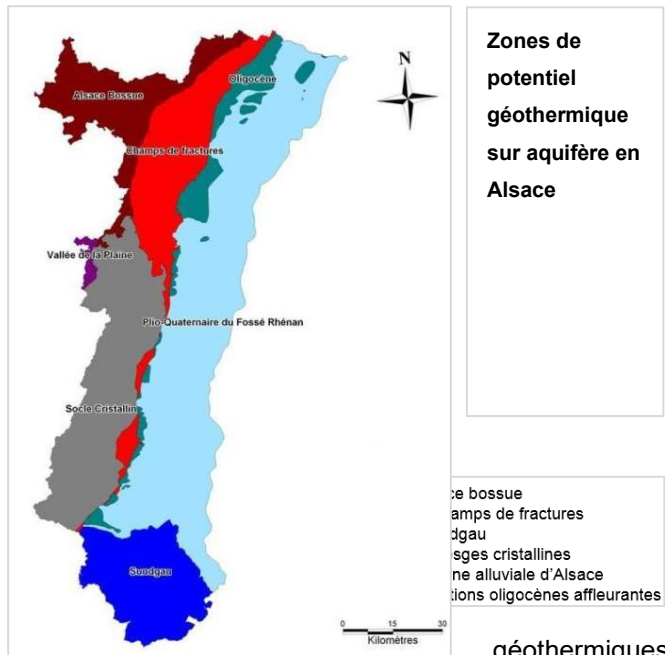 Zones de
potentiel
géothermique
sur aquifère en
Alsace
N
Oligocène
Alsace Bossue
Champs de fractures
Vallée de la Plaine
Plio-Quaternaire du Fossé Rhénan
Socle Cristallin
Sundgau
0 15 30
Kilomètres
ce bossue
amps de fractures
dgau
sges cristallines
ne alluviale d'Alsace
tions oligocènes affleurantes
géothermiques